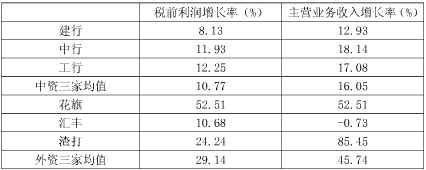 税前利润增长率(%) 主营业务收入增长率(%)
建行 8.13 12.93
中行 11.93 18.14
工行 12.25 17.08
中资三家均值 10.77 16.05
花旗 52.51 52.51
汇丰 10.68 -0.73
渣打 24.24 85.45
外资三家均值 29.14 45.74